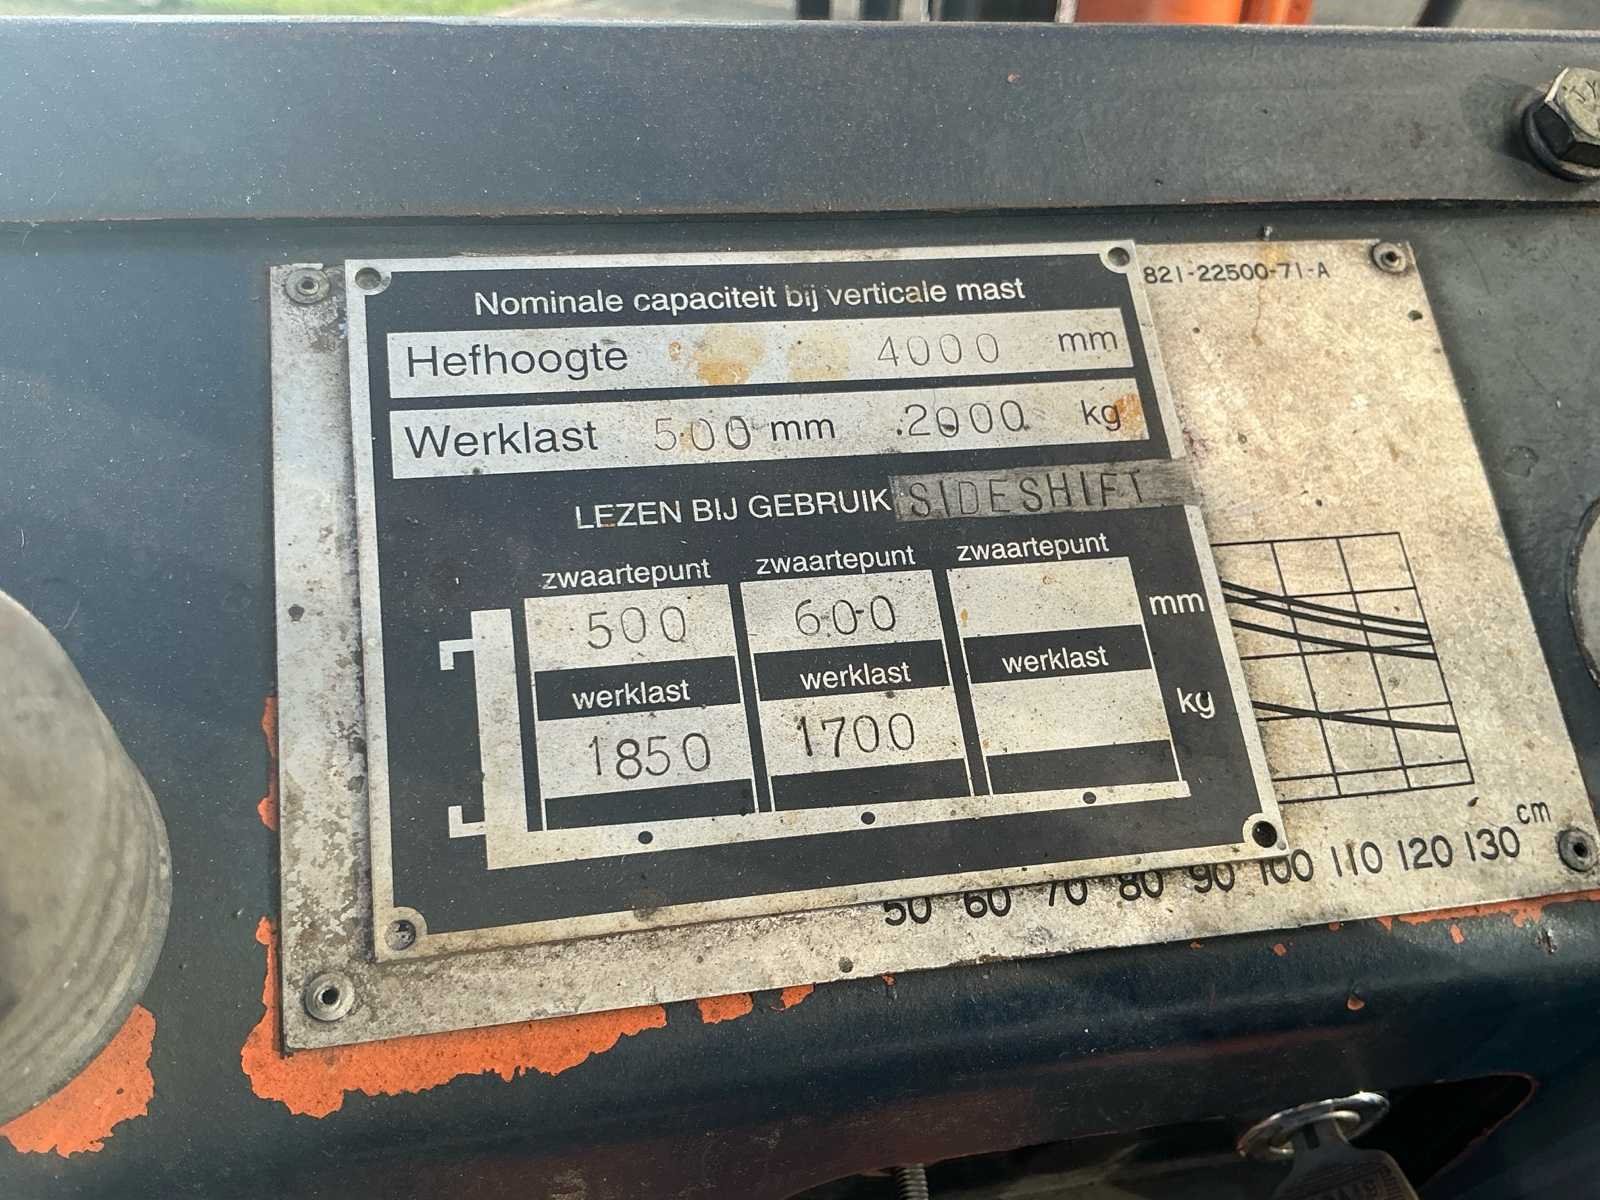 821-22500-71-A
Nominale capaciteit bij verticale mast
Hefhoogte 4000 mm
Werklast 500 mm 2000 kg
LEZEN BIJ GEBRUIK SIDESHIFT
zwaartepunt zwaartepunt zwaartepunt
500 600 mm
werklast werklast werklast
1850 1700 kg
cm
50 60 70 80 90 100 110 120 130